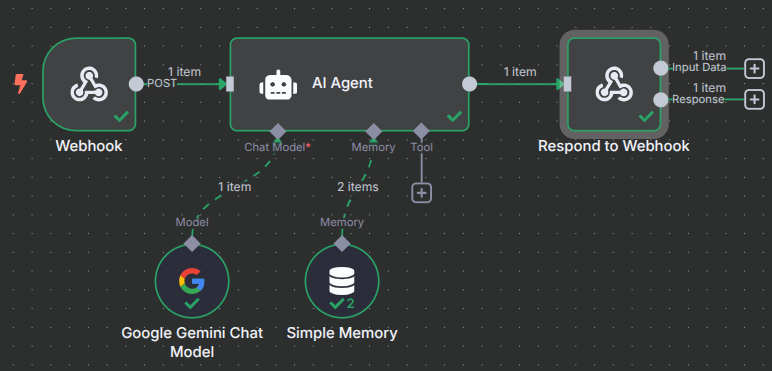 1 item
POST
AI Agent
1 item
1 item
Input Data
1 item
Response
Webhook
Chat Model*
Memory
Tool
Respond to Webhook
1 item
2 items
Model
Memory
2
Google Gemini Chat
Model
Simple Memory